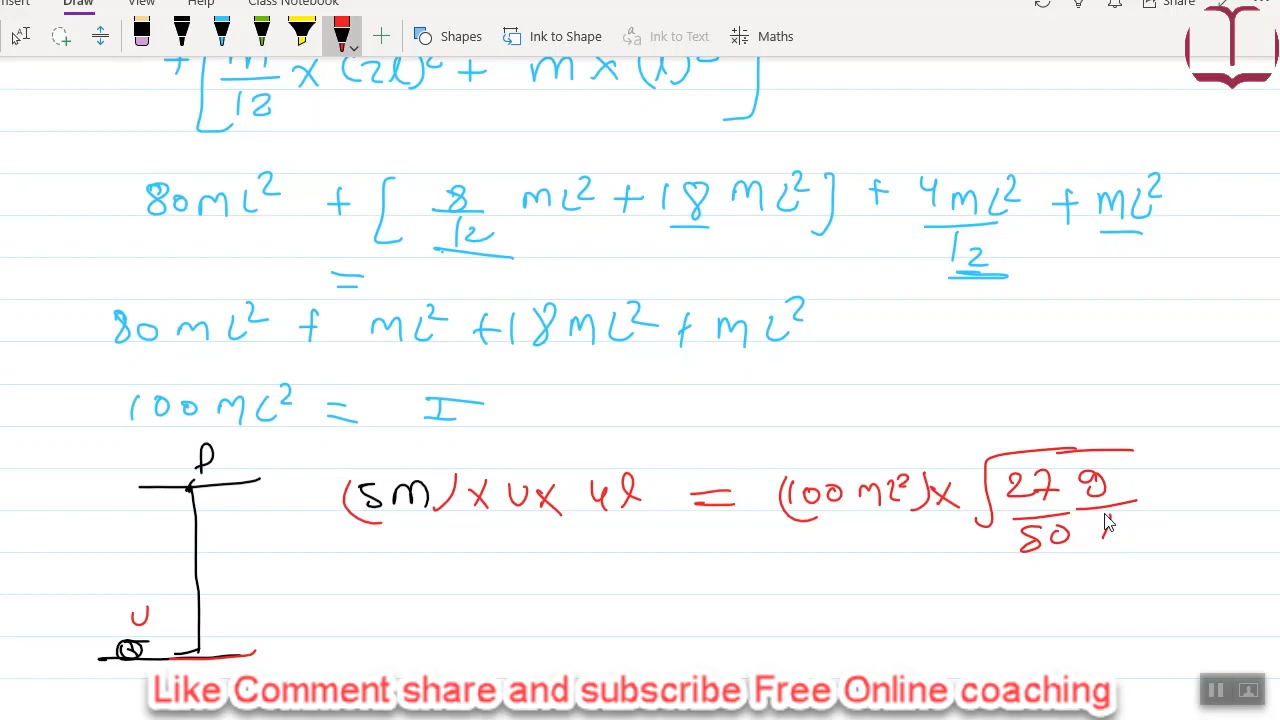 Insert Draw View Help Class Notebook Share
Shapes Ink to Shape Ink to Text Maths
+ [ m/12 × (2l)² + m × (l)² ]
80ml² + [ 8/12 ml² + 18 ml² ] + 4ml²/12 + ml²
=
80ml² + ml² + 18ml² + ml²
100ml² = I
P
(5m) × u × 4l = (100ml²) × √27 g/50
u
Like Comment share and subscribe Free Online coaching